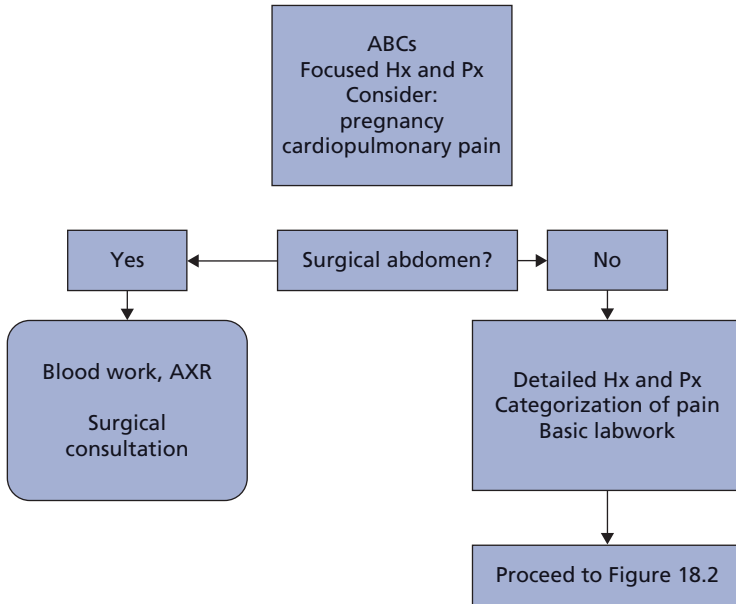 ABCs
Focused Hx and Px
Consider:
pregnancy
cardiopulmonary pain
Yes
Surgical abdomen?
No
Blood work, AXR
Surgical
consultation
Detailed Hx and Px
Categorization of pain
Basic labwork
Proceed to Figure 18.2